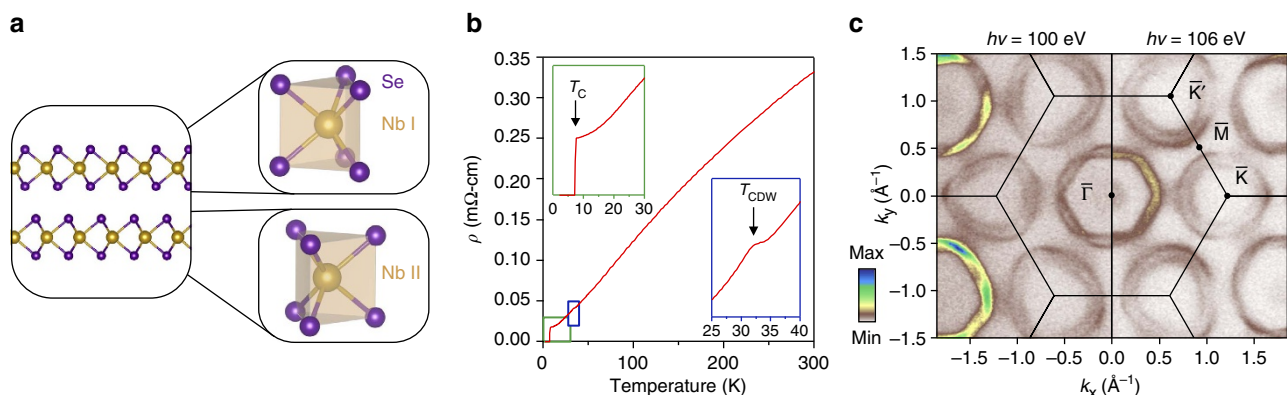 a
Se
Nb I
Nb II
b
0.35
0.30
0.25
0.20
0.15
0.10
0.05
0.00
ρ (mΩ-cm)
0 100 200 300
Temperature (K)
T_C
0 10 20 30
T_CDW
25 30 35 40
c
hν = 100 eV hν = 106 eV
1.5
1.0
0.5
0.0
−0.5
−1.0
−1.5
k_y (Å⁻¹)
K̅′
M̅
K̅
Γ̅
Max
Min
−1.5 −1.0 −0.5 0.0 0.5 1.0 1.5
k_x (Å⁻¹)